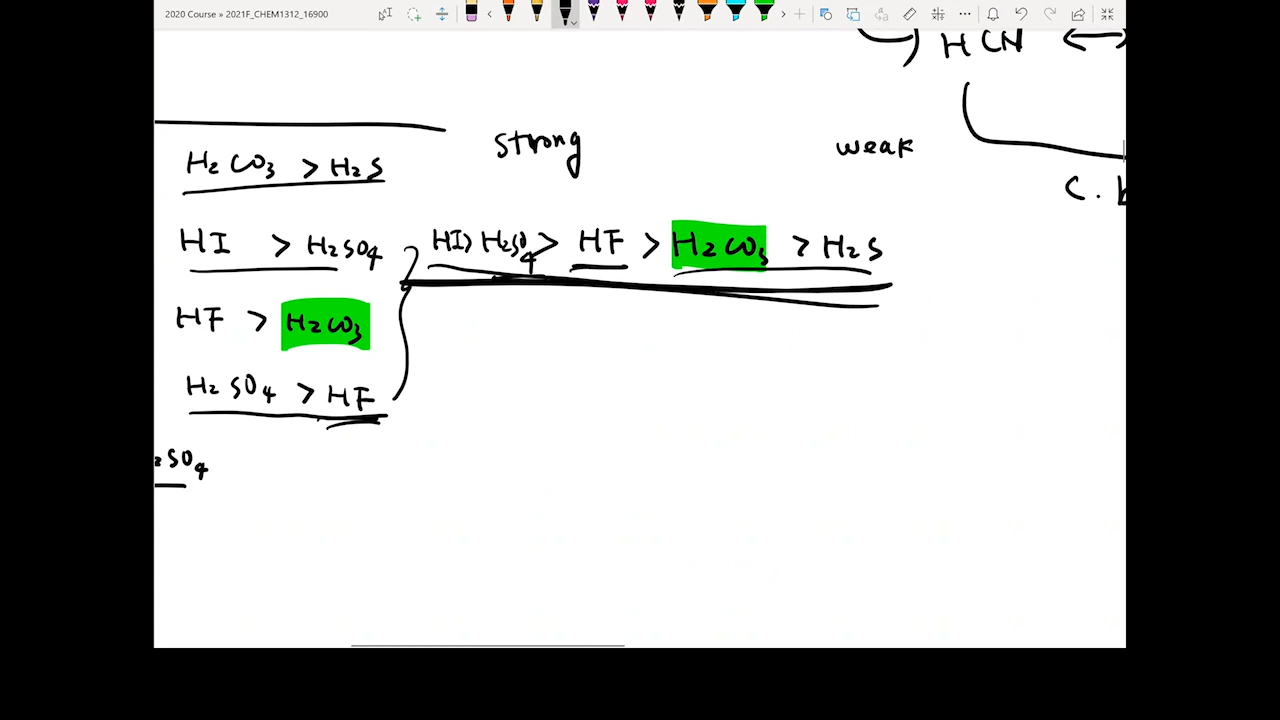 2020 Course » 2021F_CHEM1312_16900
HCN ↔
strong weak
H2CO3 > H2S
C.
HI > H2SO4
HI > H2SO4 > HF > H2CO3 > H2S
HF > H2CO3
H2SO4 > HF
2SO4